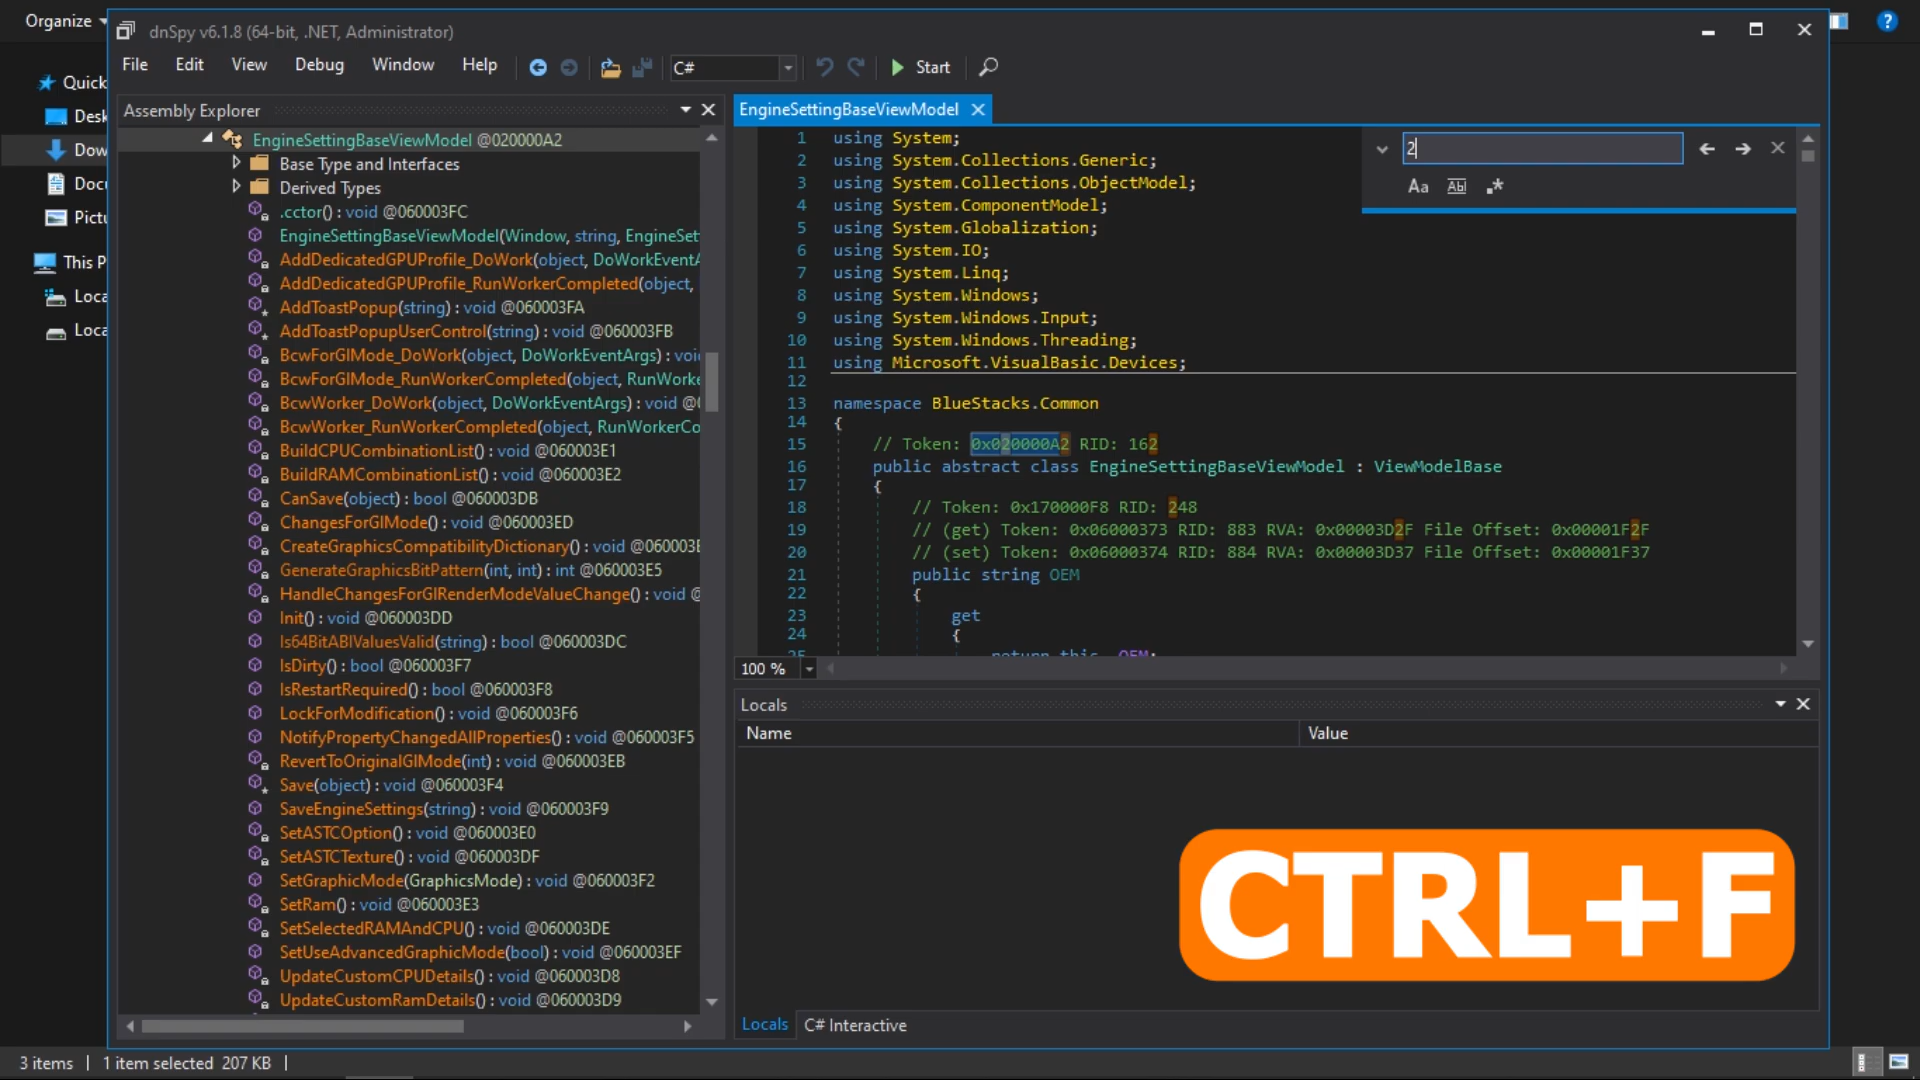 Organize
dnSpy v6.1.8 (64-bit, .NET, Administrator)
File Edit View Debug Window Help C# Start
Quick
Desk
Dow
Docu
Pictu
This P
Loca
Loca
Assembly Explorer
EngineSettingBaseViewModel @020000A2
Base Type and Interfaces
Derived Types
.cctor() : void @060003FC
EngineSettingBaseViewModel(Window, string, EngineSet
AddDedicatedGPUProfile_DoWork(object, DoWorkEventA
AddDedicatedGPUProfile_RunWorkerCompleted(object,
AddToastPopup(string) : void @060003FA
AddToastPopupUserControl(string) : void @060003FB
BcwForGlMode_DoWork(object, DoWorkEventArgs) : voi
BcwForGlMode_RunWorkerCompleted(object, RunWorke
BcwWorker_DoWork(object, DoWorkEventArgs) : void @0
BcwWorker_RunWorkerCompleted(object, RunWorkerCo
BuildCPUCombinationList() : void @060003E1
BuildRAMCombinationList() : void @060003E2
CanSave(object) : bool @060003DB
ChangesForGlMode() : void @060003ED
CreateGraphicsCompatibilityDictionary() : void @060003E
GenerateGraphicsBitPattern(int, int) : int @060003E5
HandleChangesForGlRenderModeValueChange() : void @
Init() : void @060003DD
Is64BitABIValuesValid(string) : bool @060003DC
IsDirty() : bool @060003F7
IsRestartRequired() : bool @060003F8
LockForModification() : void @060003F6
NotifyPropertyChangedAllProperties() : void @060003F5
RevertToOriginalGlMode(int) : void @060003EB
Save(object) : void @060003F4
SaveEngineSettings(string) : void @060003F9
SetASTCOption() : void @060003E0
SetASTCTexture() : void @060003DF
SetGraphicMode(GraphicsMode) : void @060003F2
SetRam() : void @060003E3
SetSelectedRAMAndCPU() : void @060003DE
SetUseAdvancedGraphicMode(bool) : void @060003EF
UpdateCustomCPUDetails() : void @060003D8
UpdateCustomRamDetails() : void @060003D9
EngineSettingBaseViewModel
2
Aa Abl .*
1 using System;
2 using System.Collections.Generic;
3 using System.Collections.ObjectModel;
4 using System.ComponentModel;
5 using System.Globalization;
6 using System.IO;
7 using System.Linq;
8 using System.Windows;
9 using System.Windows.Input;
10 using System.Windows.Threading;
11 using Microsoft.VisualBasic.Devices;
12
13 namespace BlueStacks.Common
14 {
15 // Token: 0x020000A2 RID: 162
16 public abstract class EngineSettingBaseViewModel : ViewModelBase
17 {
18 // Token: 0x170000F8 RID: 248
19 // (get) Token: 0x06000373 RID: 883 RVA: 0x00003D2F File Offset: 0x00001F2F
20 // (set) Token: 0x06000374 RID: 884 RVA: 0x00003D37 File Offset: 0x00001F37
21 public string OEM
22 {
23 get
24 {
25 return this._OEM;
100 %
Locals
Name Value
CTRL+F
Locals C# Interactive
3 items 1 item selected 207 KB